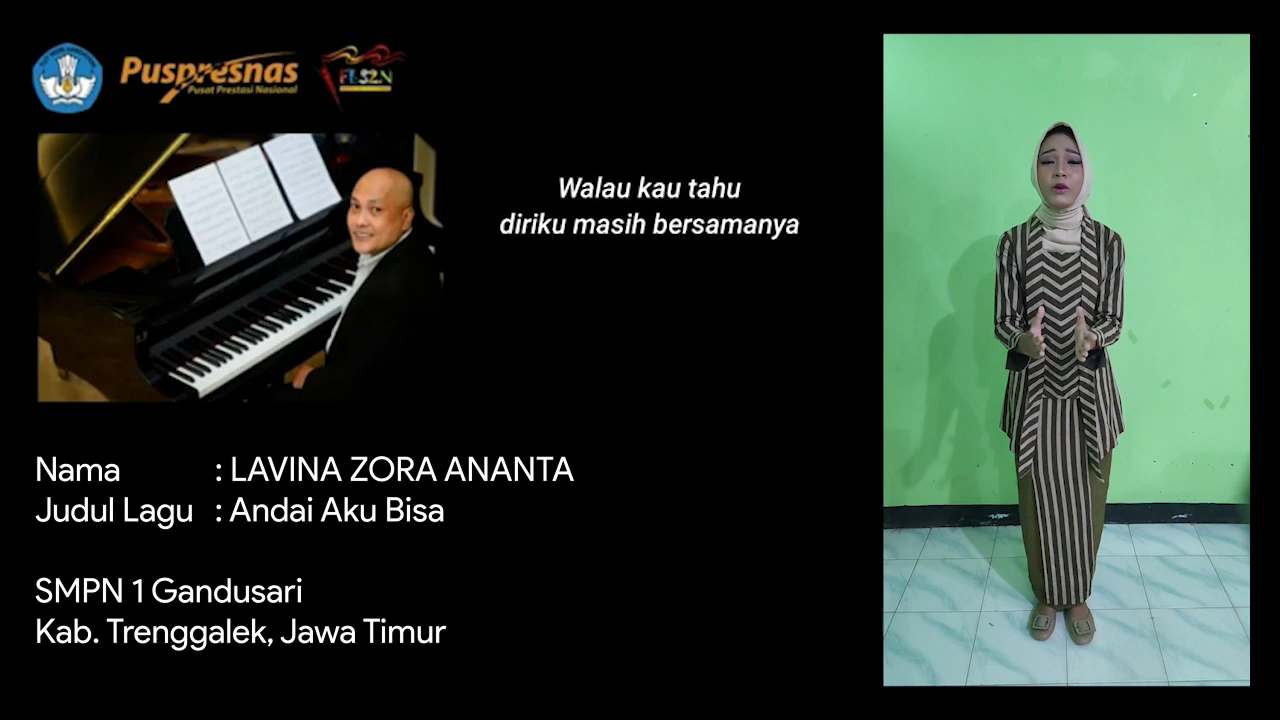 Puspresnas
Pusat Prestasi Nasional
FLS2N
Walau kau tahu
diriku masih bersamanya
Nama : LAVINA ZORA ANANTA
Judul Lagu : Andai Aku Bisa
SMPN 1 Gandusari
Kab. Trenggalek, Jawa Timur